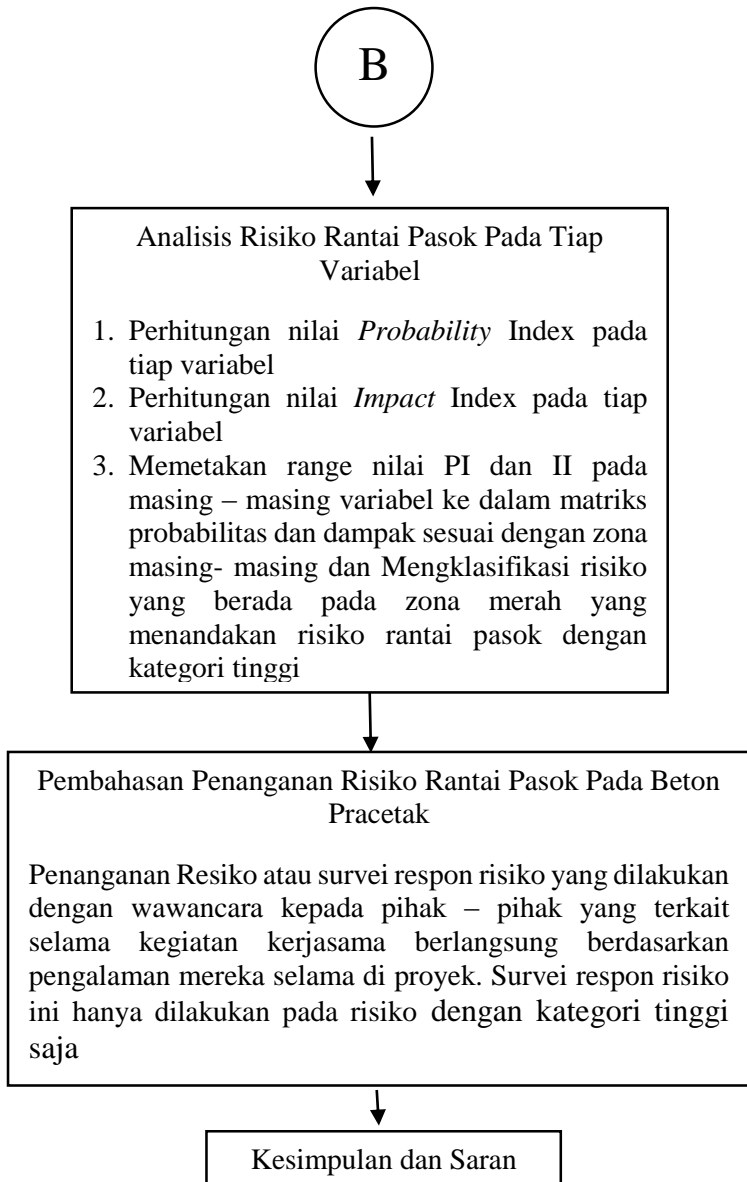 B
Analisis Risiko Rantai Pasok Pada Tiap
Variabel
1. Perhitungan nilai Probability Index pada
tiap variabel
2. Perhitungan nilai Impact Index pada tiap
variabel
3. Memetakan range nilai PI dan II pada
masing – masing variabel ke dalam matriks
probabilitas dan dampak sesuai dengan zona
masing- masing dan Mengklasifikasi risiko
yang berada pada zona merah yang
menandakan risiko rantai pasok dengan
kategori tinggi
Pembahasan Penanganan Risiko Rantai Pasok Pada Beton
Pracetak
Penanganan Resiko atau survei respon risiko yang dilakukan
dengan wawancara kepada pihak – pihak yang terkait
selama kegiatan kerjasama berlangsung berdasarkan
pengalaman mereka selama di proyek. Survei respon risiko
ini hanya dilakukan pada risiko dengan kategori tinggi
saja
Kesimpulan dan Saran